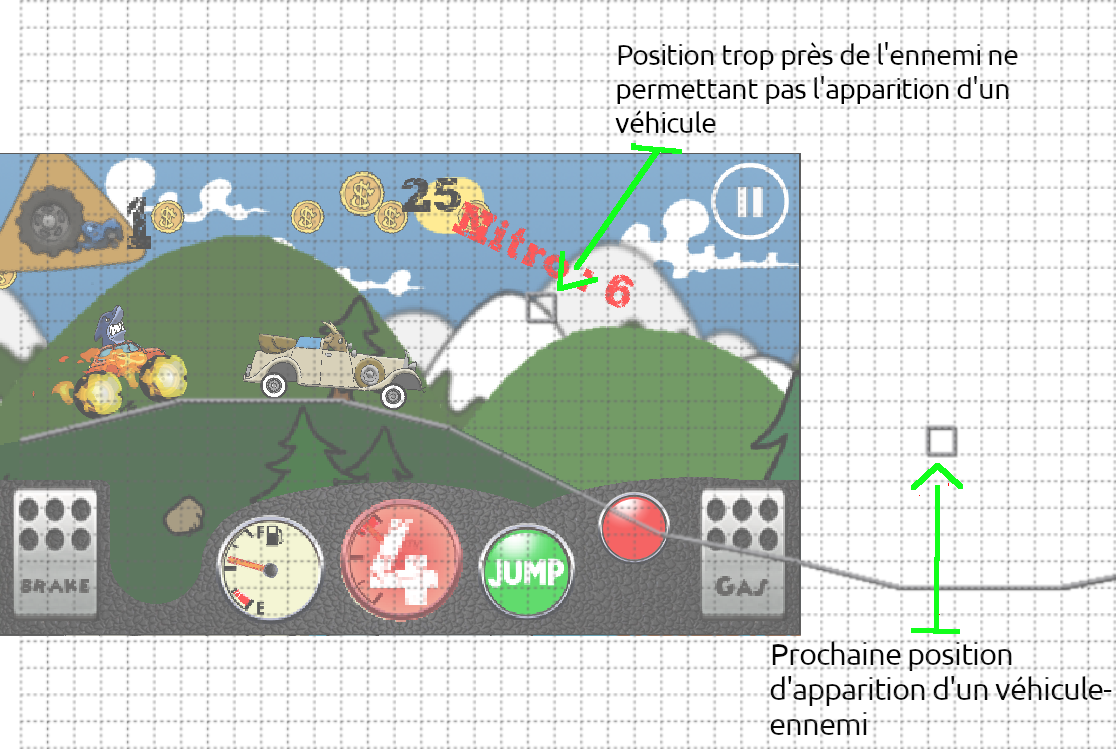 Position trop près de l'ennemi ne
permettant pas l'apparition d'un
véhicule
1
25
Nitro : 6
F
E
4
BRAKE
JUMP
GAS
Prochaine position
d'apparition d'un véhicule-
ennemi